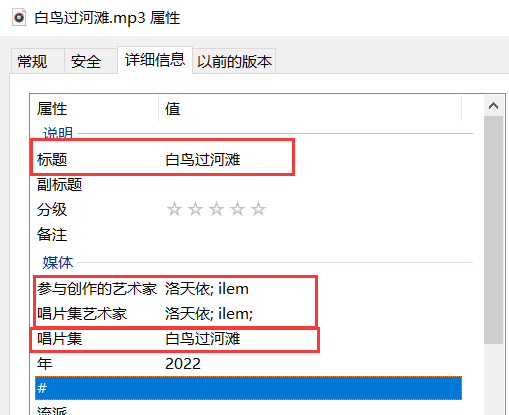 白鸟过河滩.mp3 属性
常规 安全 详细信息 以前的版本
属性 值
说明
标题 白鸟过河滩
副标题
分级
备注
媒体
参与创作的艺术家 洛天依; ilem
唱片集艺术家 洛天依; ilem;
唱片集 白鸟过河滩
年 2022
#
流派